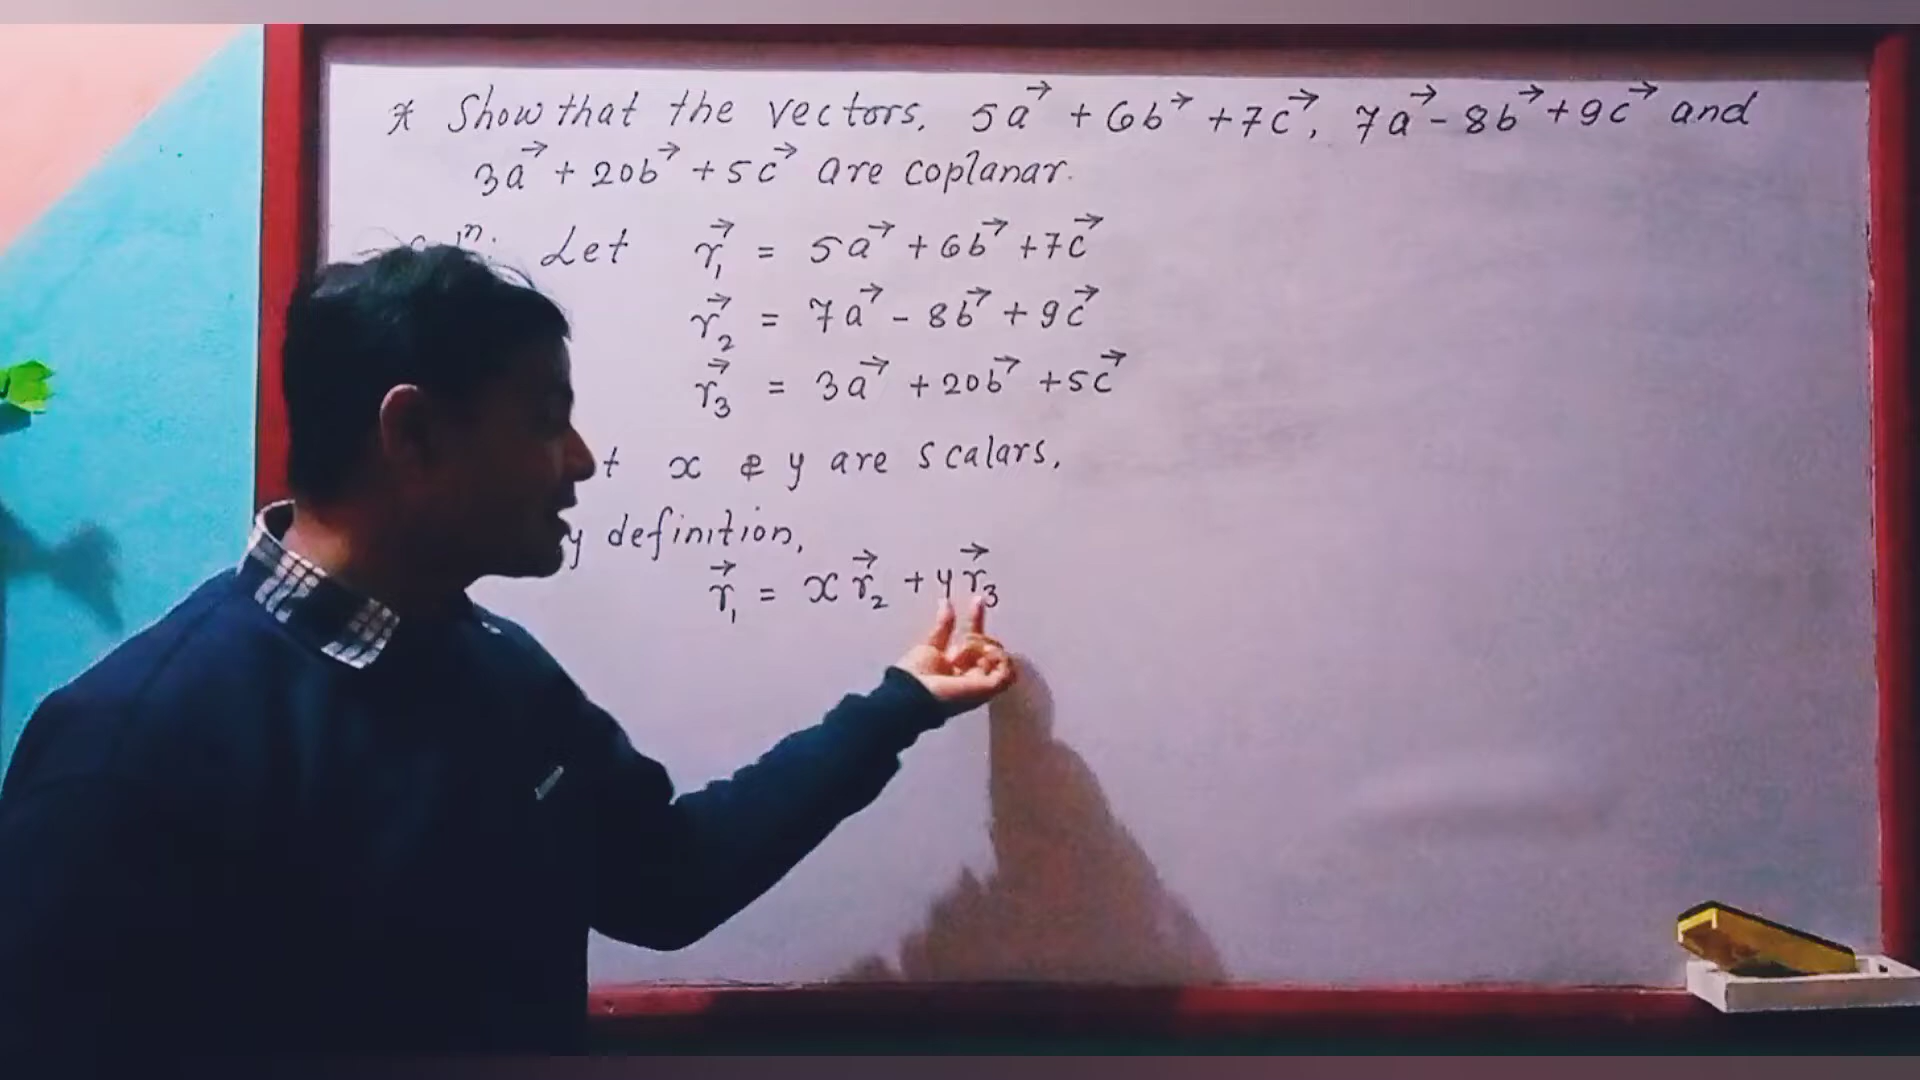 * Show that the vectors, 5a⃗ + 6b⃗ + 7c⃗, 7a⃗ - 8b⃗ + 9c⃗ and
3a⃗ + 20b⃗ + 5c⃗ are coplanar.
Let r⃗₁ = 5a⃗ + 6b⃗ + 7c⃗
r⃗₂ = 7a⃗ - 8b⃗ + 9c⃗
r⃗₃ = 3a⃗ + 20b⃗ + 5c⃗
x & y are scalars,
definition,
r⃗₁ = x r⃗₂ + y r⃗₃